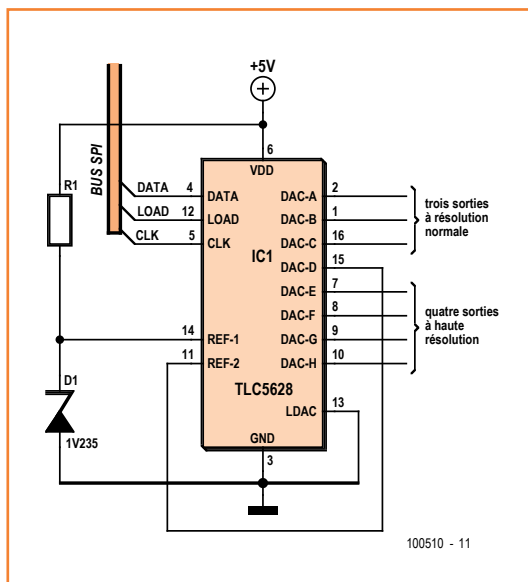 +5V
6
VDD
BUS SPI
R1
DATA
4
DATA
LOAD
12
LOAD
CLK
5
CLK
IC1
DAC-A
2
DAC-B
1
DAC-C
16
DAC-D
15
DAC-E
7
DAC-F
8
DAC-G
9
DAC-H
10
trois sorties
à résolution
normale
quatre sorties
à haute
résolution
14
REF-1
11
REF-2
TLC5628
LDAC
13
GND
3
D1
1V235
100510 - 11